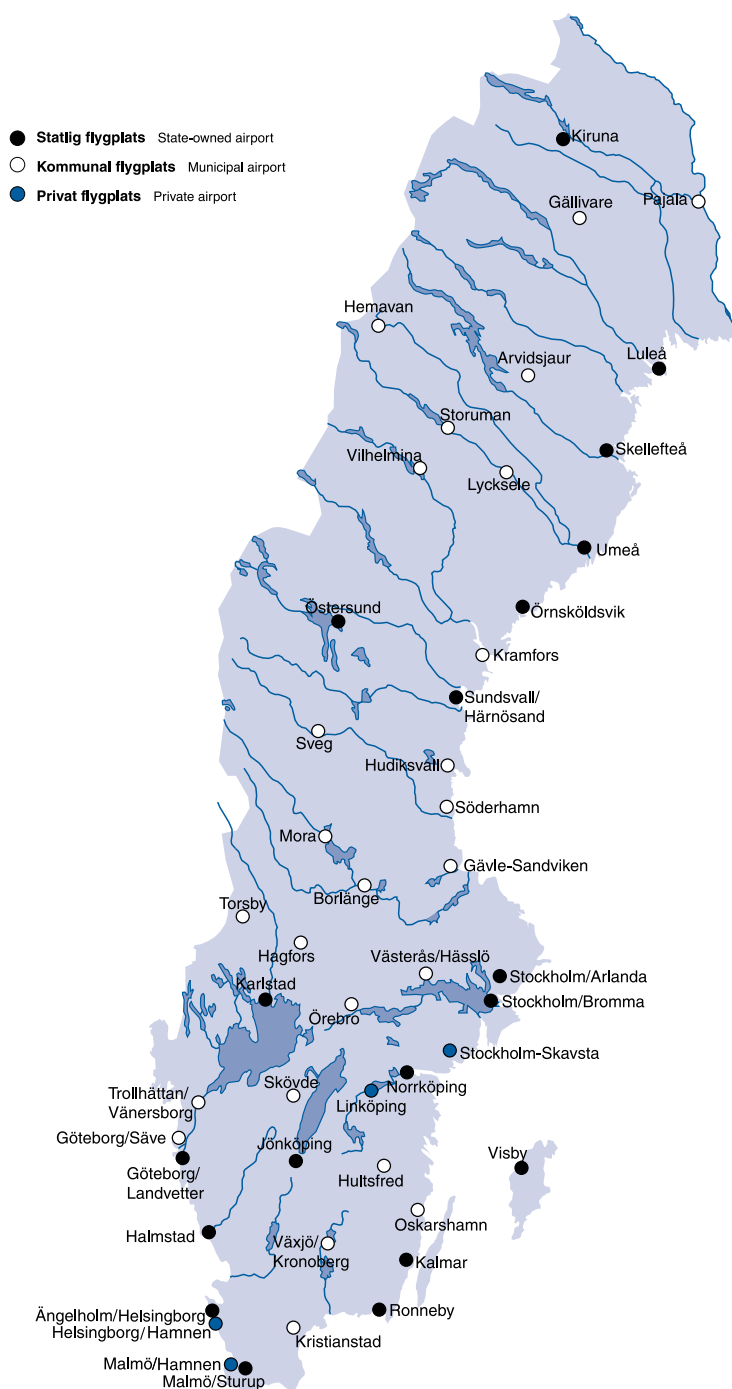 Statlig flygplats State-owned airport
Kommunal flygplats Municipal airport
Privat flygplats Private airport
Kiruna
Gällivare
Pajala
Hemavan
Arvidsjaur
Luleå
Storuman
Vilhelmina
Lycksele
Skellefteå
Umeå
Östersund
Örnsköldsvik
Kramfors
Sundsvall/
Härnösand
Sveg
Hudiksvall
Söderhamn
Mora
Gävle-Sandviken
Borlänge
Torsby
Hagfors
Västerås/Hässlö
Stockholm/Arlanda
Karlstad
Stockholm/Bromma
Örebro
Stockholm-Skavsta
Norrköping
Skövde
Linköping
Trollhättan/
Vänersborg
Göteborg/Säve
Jönköping
Visby
Göteborg/
Landvetter
Hultsfred
Oskarshamn
Halmstad
Växjö/
Kronoberg
Kalmar
Ängelholm/Helsingborg
Ronneby
Helsingborg/Hamnen
Kristianstad
Malmö/Hamnen
Malmö/Sturup